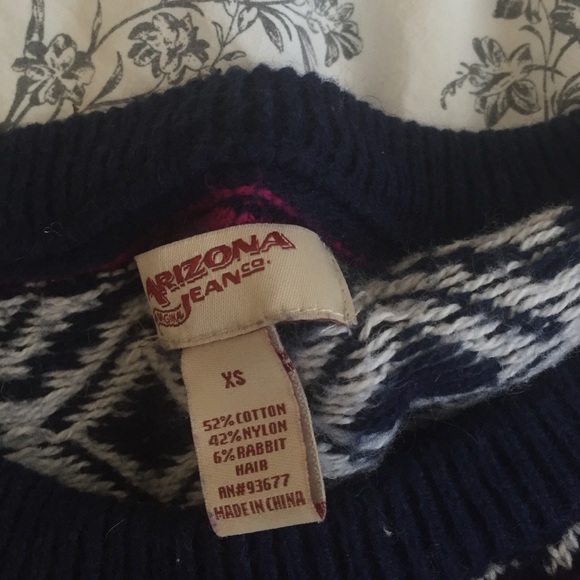 ARIZONA
ORIGINAL JEAN CO.
XS
52% COTTON
42% NYLON
6% RABBIT
HAIR
RN#93677
MADE IN CHINA